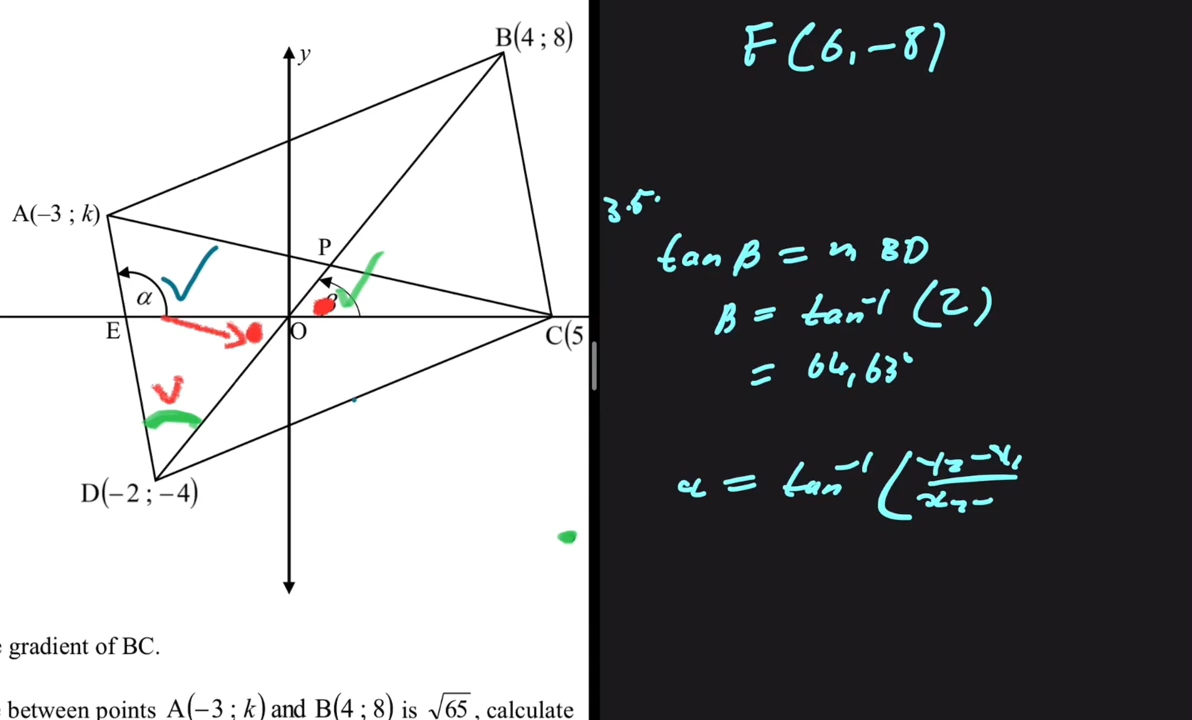 B(4 ; 8)
y
A(–3 ; k)
P
α
E
O
C(5
D(–2 ; –4)
gradient of BC.
between points A(–3 ; k) and B(4 ; 8) is √65, calculate
F(6, -8)
3.5.
tan β = m BD
β = tan⁻¹ (2)
= 64,63°
α = tan⁻¹ (